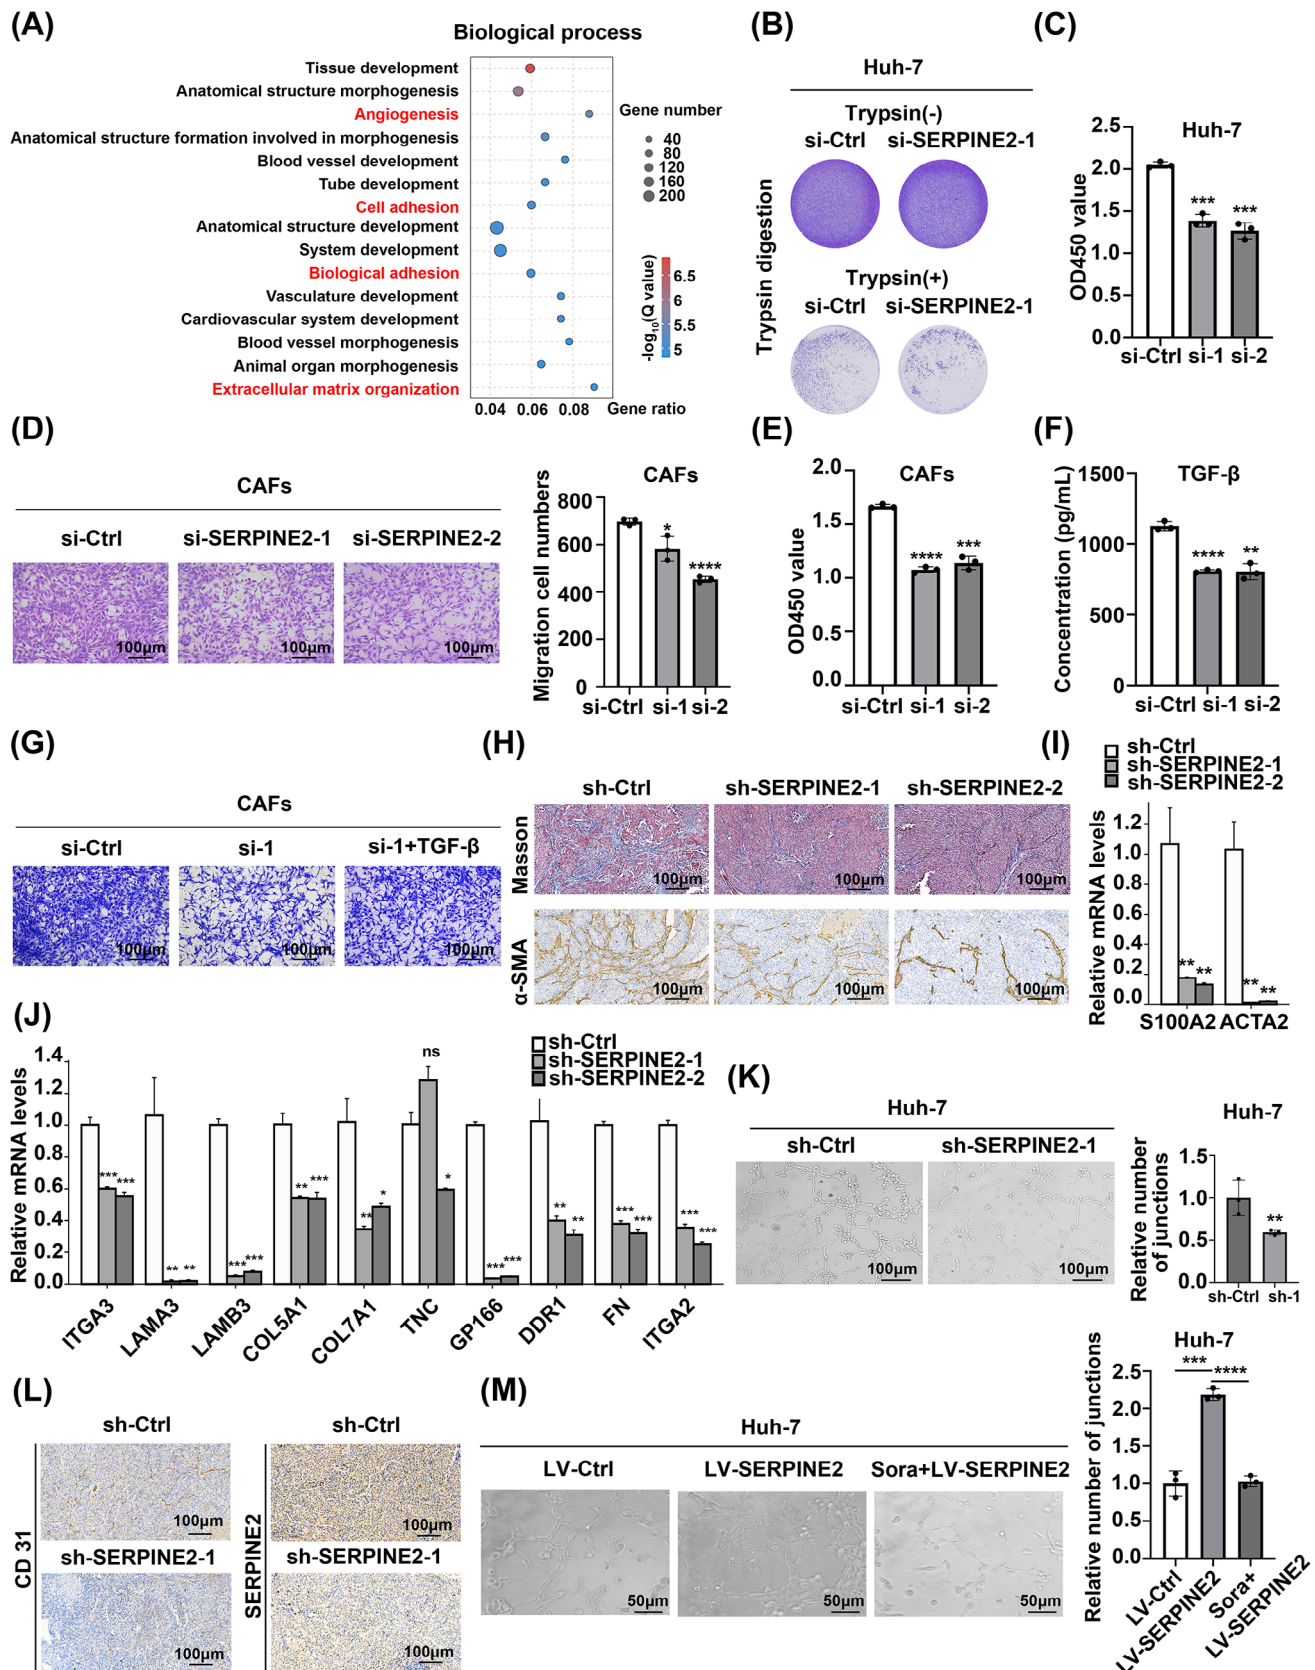 (A)
Biological process
Tissue development
Anatomical structure morphogenesis
Angiogenesis
Anatomical structure formation involved in morphogenesis
Blood vessel development
Tube development
Cell adhesion
Anatomical structure development
System development
Biological adhesion
Vasculature development
Cardiovascular system development
Blood vessel morphogenesis
Animal organ morphogenesis
Extracellular matrix organization
0.04 0.06 0.08 Gene ratio
Gene number
40
80
120
160
200
-log10(Q value)
6.5
6
5.5
5
(B)
Huh-7
Trypsin digestion
Trypsin(-)
si-Ctrl si-SERPINE2-1
Trypsin(+)
si-Ctrl si-SERPINE2-1
(C)
Huh-7
OD450 value
2.5
2.0
1.5
1.0
0.5
0.0
*** ***
si-Ctrl si-1 si-2
(D)
CAFs
si-Ctrl si-SERPINE2-1 si-SERPINE2-2
100μm 100μm 100μm
CAFs
Migration cell numbers
800
600
400
200
0
* ****
si-Ctrl si-1 si-2
(E)
CAFs
OD450 value
2.0
1.5
1.0
0.5
0.0
**** ***
si-Ctrl si-1 si-2
(F)
TGF-β
Concentration (pg/mL)
1500
1000
500
0
**** **
si-Ctrl si-1 si-2
(G)
CAFs
si-Ctrl si-1 si-1+TGF-β
100μm 100μm 100μm
(H)
sh-Ctrl sh-SERPINE2-1 sh-SERPINE2-2
Masson
100μm 100μm 100μm
α-SMA
100μm 100μm 100μm
(I)
sh-Ctrl
sh-SERPINE2-1
sh-SERPINE2-2
Relative mRNA levels
1.2
1.0
0.8
0.6
0.4
0.2
0.0
** ** ** **
S100A2 ACTA2
(J)
sh-Ctrl
sh-SERPINE2-1
sh-SERPINE2-2
Relative mRNA levels
1.4
1.2
1.0
0.8
0.6
0.4
0.2
0.0
*** *** ** ** *** *** ** *** ** * ns * *** *** ** ** *** *** *** ***
ITGA3 LAMA3 LAMB3 COL5A1 COL7A1 TNC GP166 DDR1 FN ITGA2
(K)
Huh-7
sh-Ctrl sh-SERPINE2-1
100μm 100μm
Huh-7
Relative number
of junctions
1.5
1.0
0.5
0.0
**
sh-Ctrl sh-1
(L)
CD 31
sh-Ctrl
100μm
sh-SERPINE2-1
100μm
SERPINE2
sh-Ctrl
100μm
sh-SERPINE2-1
100μm
(M)
Huh-7
LV-Ctrl LV-SERPINE2 Sora+LV-SERPINE2
50μm 50μm 50μm
Huh-7
Relative number of junctions
2.5
2.0
1.5
1.0
0.5
0.0
*** ****
LV-Ctrl
LV-SERPINE2
Sora+
LV-SERPINE2